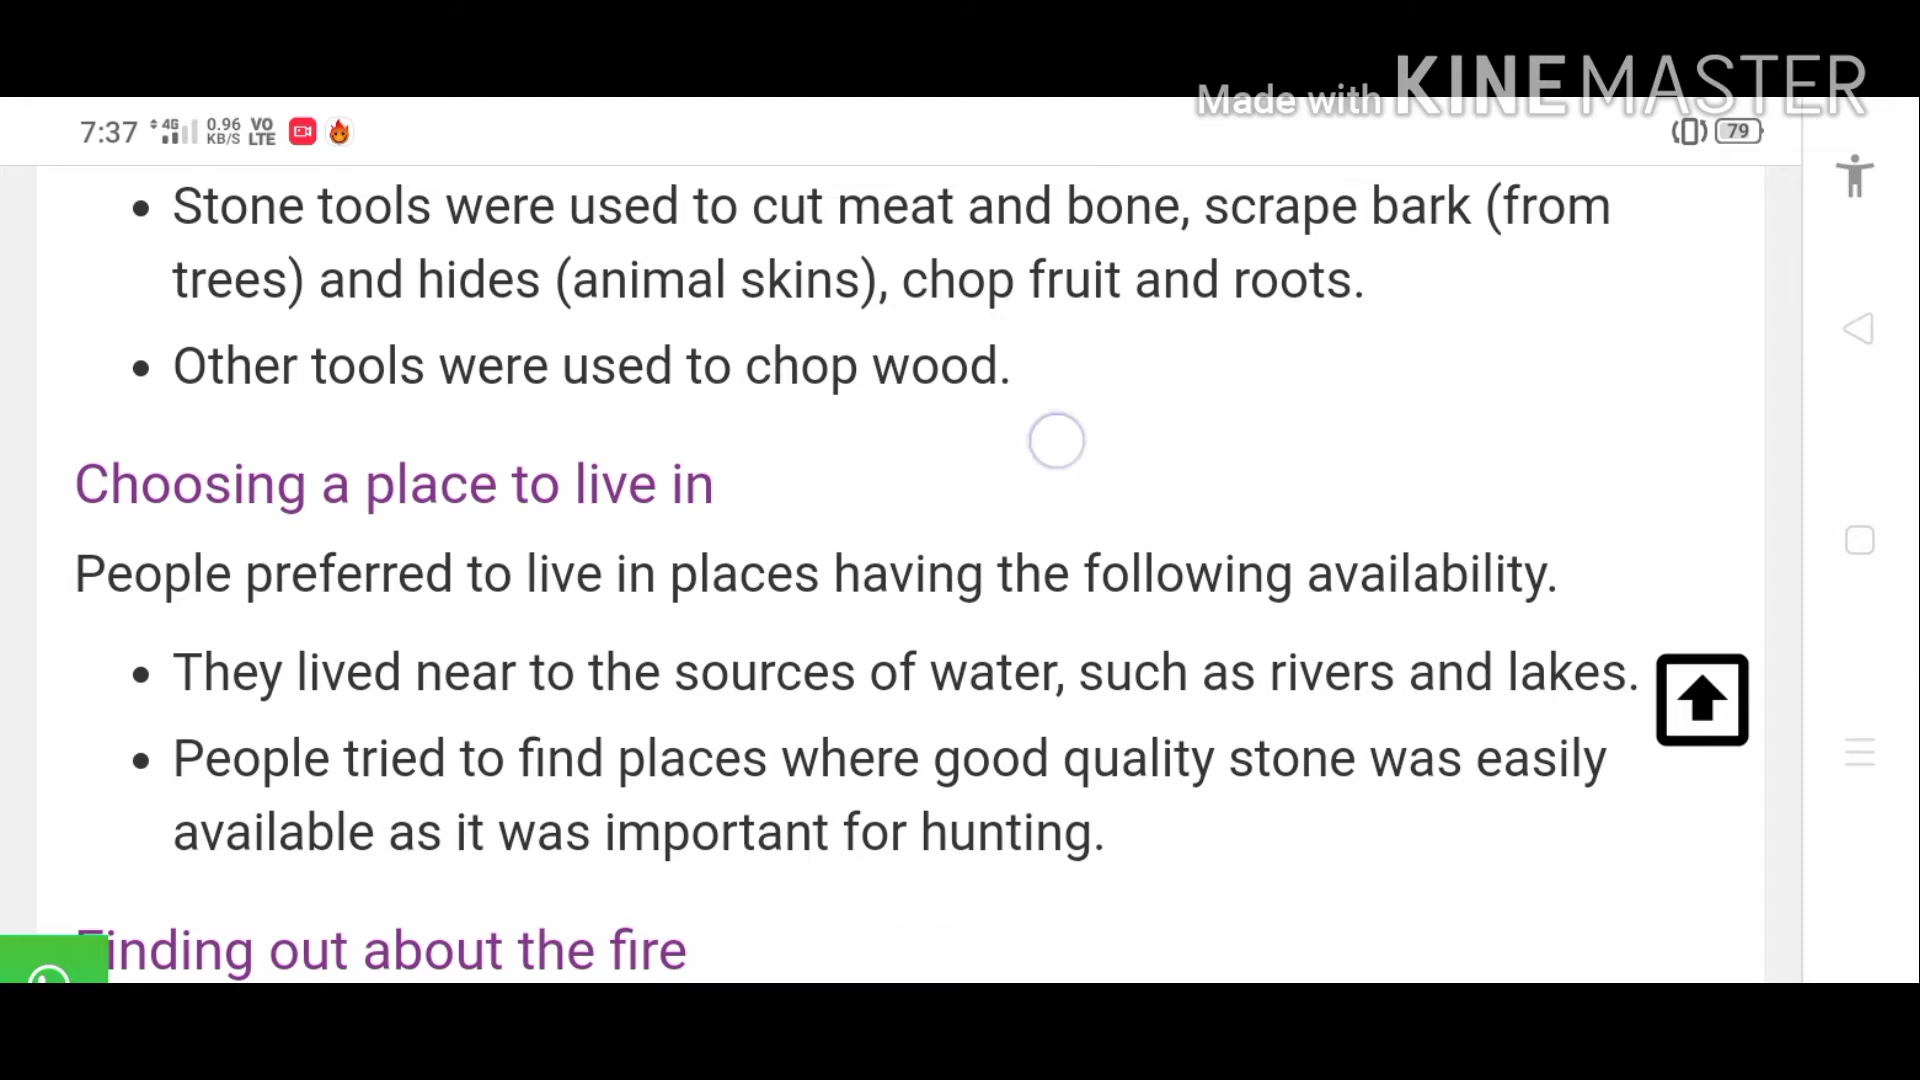 Made with KINEMASTER
7:37 4G 0.96 KB/S VO LTE 79
• Stone tools were used to cut meat and bone, scrape bark (from
trees) and hides (animal skins), chop fruit and roots.
• Other tools were used to chop wood.
Choosing a place to live in
People preferred to live in places having the following availability.
• They lived near to the sources of water, such as rivers and lakes.
• People tried to find places where good quality stone was easily
available as it was important for hunting.
Finding out about the fire